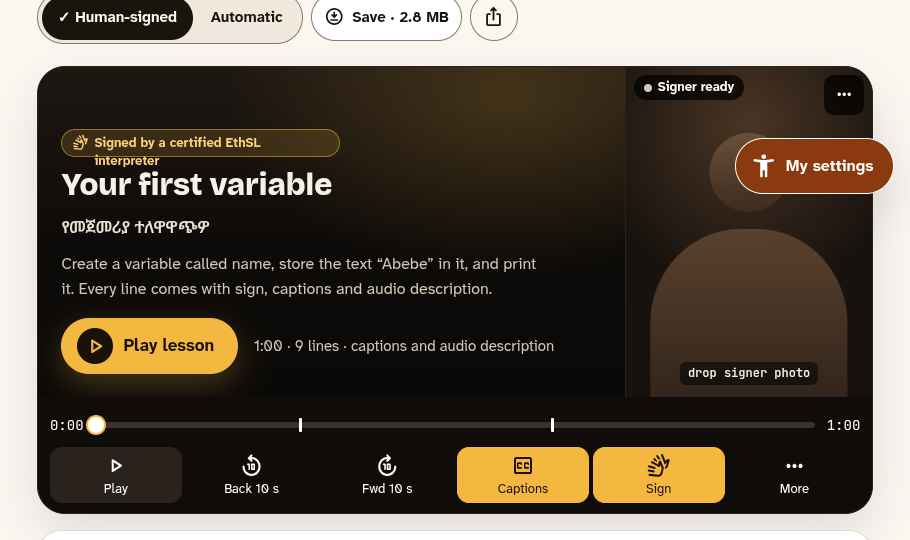 ✓ Human-signed
Automatic
Save · 2.8 MB
Signer ready
Signed by a certified EthSL
interpreter
My settings
Your first variable
የመጀመሪያ ተለዋዋጭዎ
Create a variable called name, store the text “Abebe” in it, and print
it. Every line comes with sign, captions and audio description.
Play lesson
1:00 · 9 lines · captions and audio description
drop signer photo
0:00
1:00
Play
10
Back 10 s
10
Fwd 10 s
CC
Captions
Sign
More